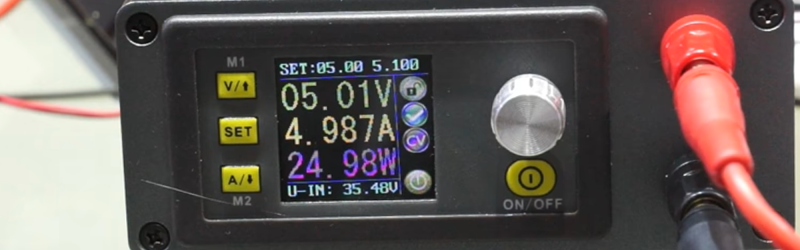 M1
V/⬆
SET
A/⬇
M2
SET:05.00 5.100
05.01V
4.987A
24.98W
U-IN: 35.48V
CV
ON/OFF